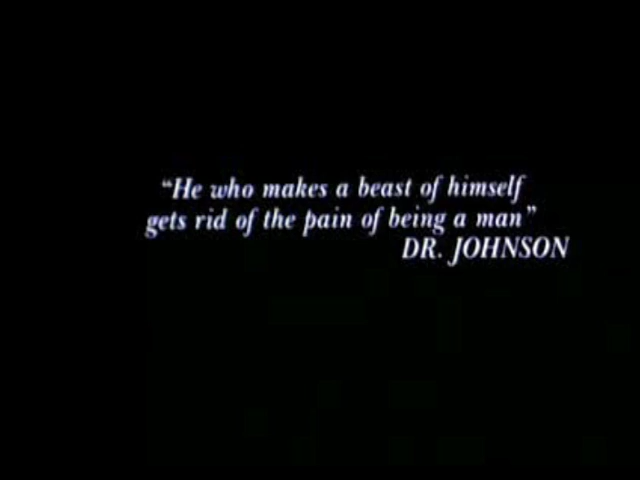 “He who makes a beast of himself
gets rid of the pain of being a man”
DR. JOHNSON